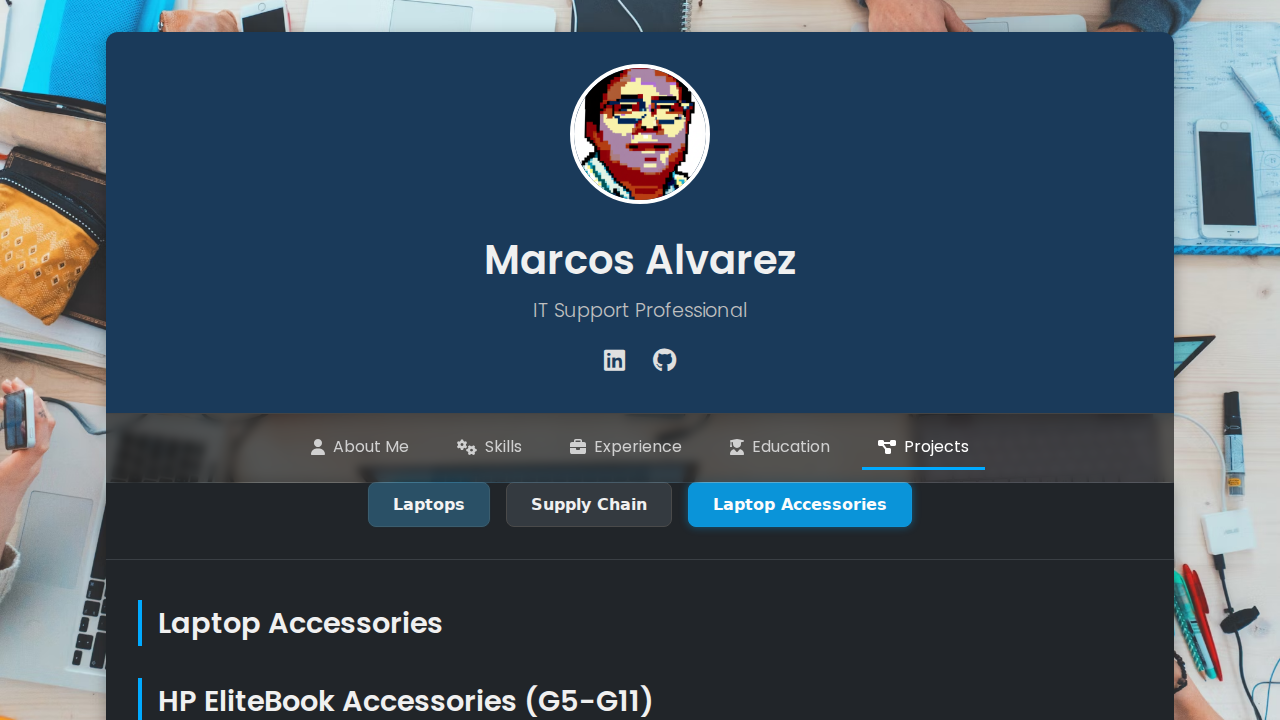 Marcos Alvarez
IT Support Professional
About Me
Skills
Experience
Education
Projects
Laptops
Supply Chain
Laptop Accessories
Laptop Accessories
HP EliteBook Accessories (G5-G11)